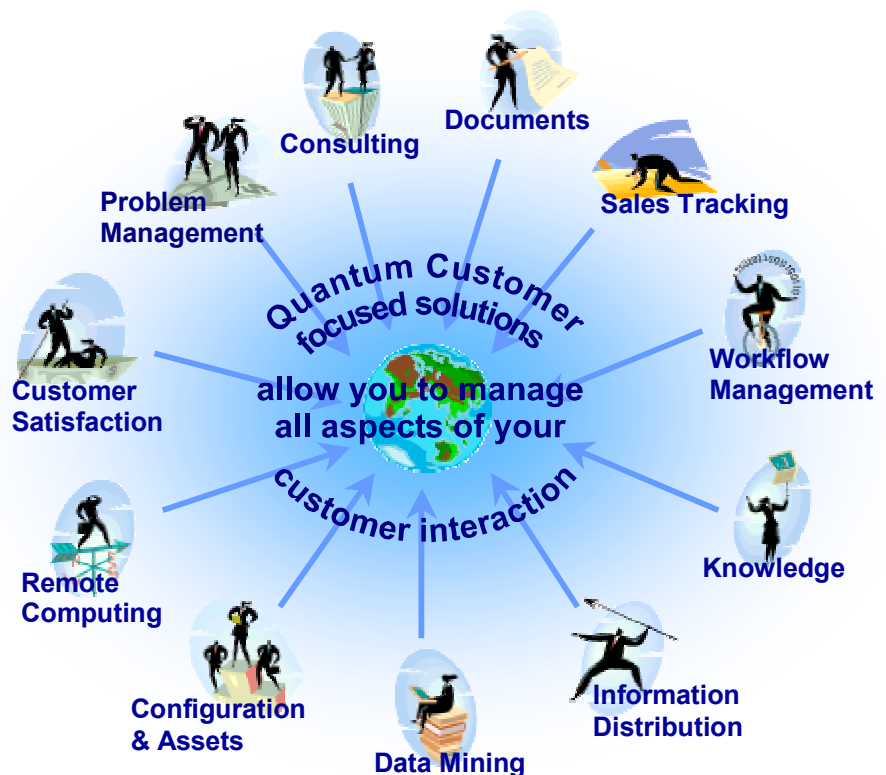 Documents
Consulting
Sales Tracking
Problem
Management
Quantum Customer
focused solutions
Workflow
Management
allow you to manage
all aspects of your
Customer
Satisfaction
customer interaction
Knowledge
Remote
Computing
Information
Distribution
Configuration
& Assets
Data Mining